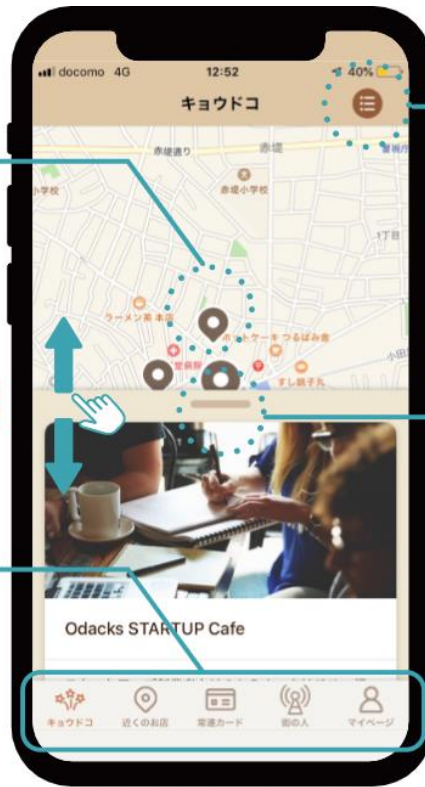 docomo 4G 12:52 40%
キョウドコ
赤堤通り
赤堤
小学校
赤堤小学校
1丁目
ラーメン英 本店
ホットケーキ つるばみ舎
すし銚子丸
Odacks STARTUP Cafe
キョウドコ 近くのお店 常連カード 街の人 マイページ